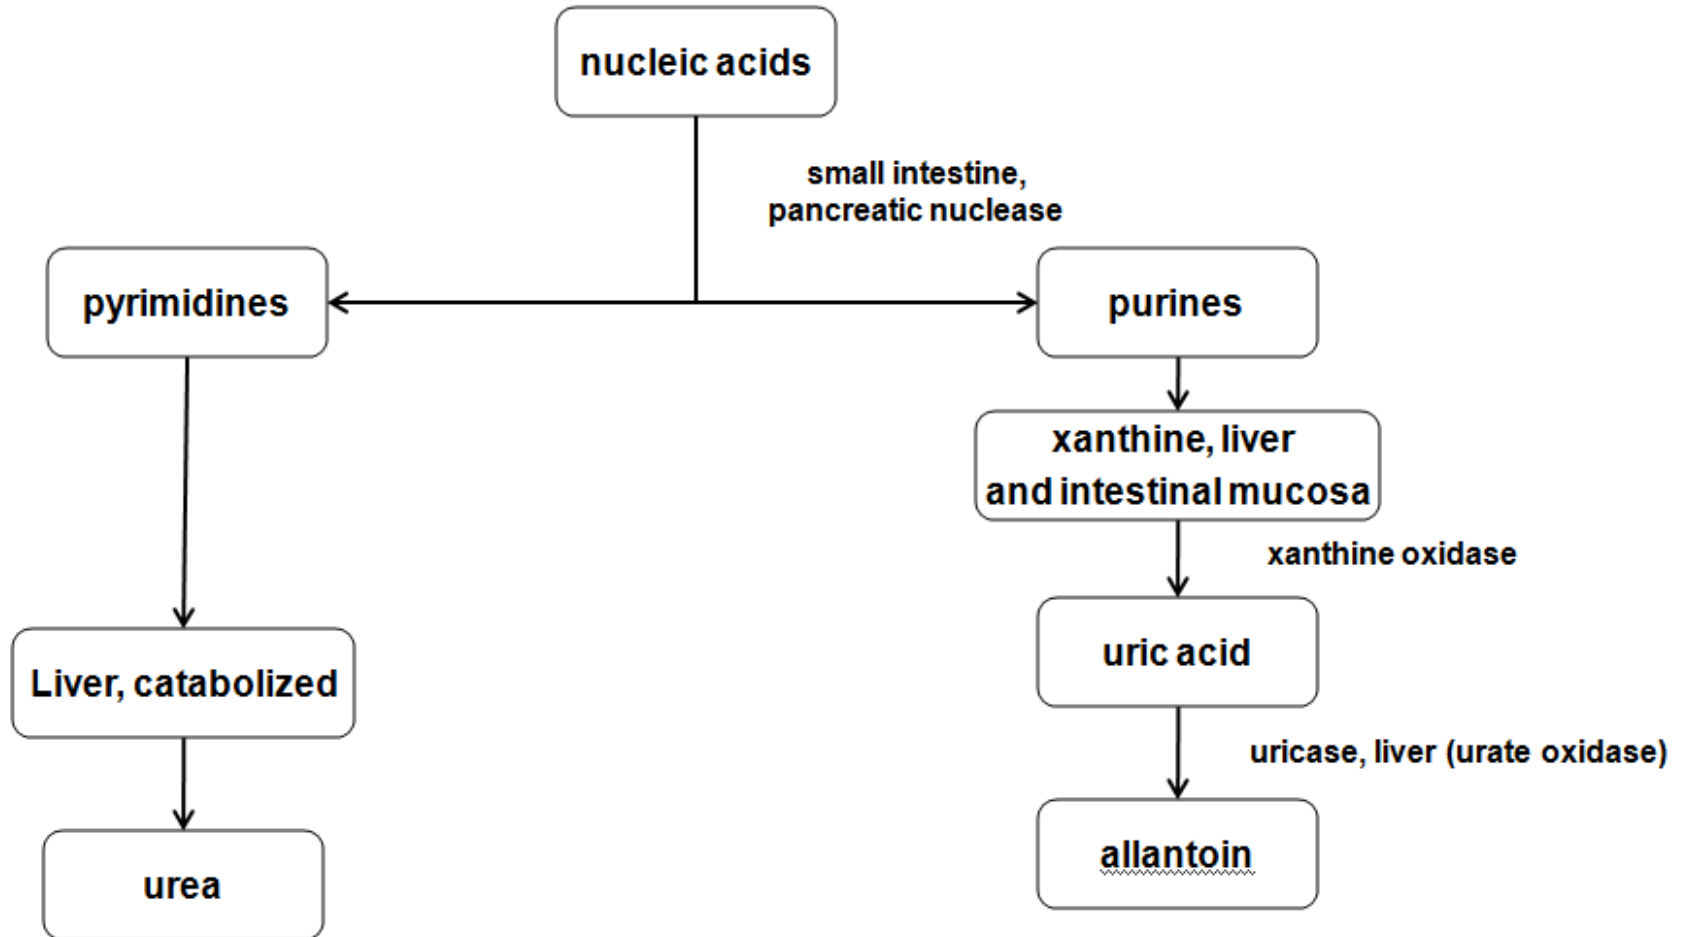 nucleic acids
small intestine,
pancreatic nuclease
pyrimidines
purines
xanthine, liver
and intestinal mucosa
xanthine oxidase
uric acid
Liver, catabolized
uricase, liver (urate oxidase)
allantoin
urea